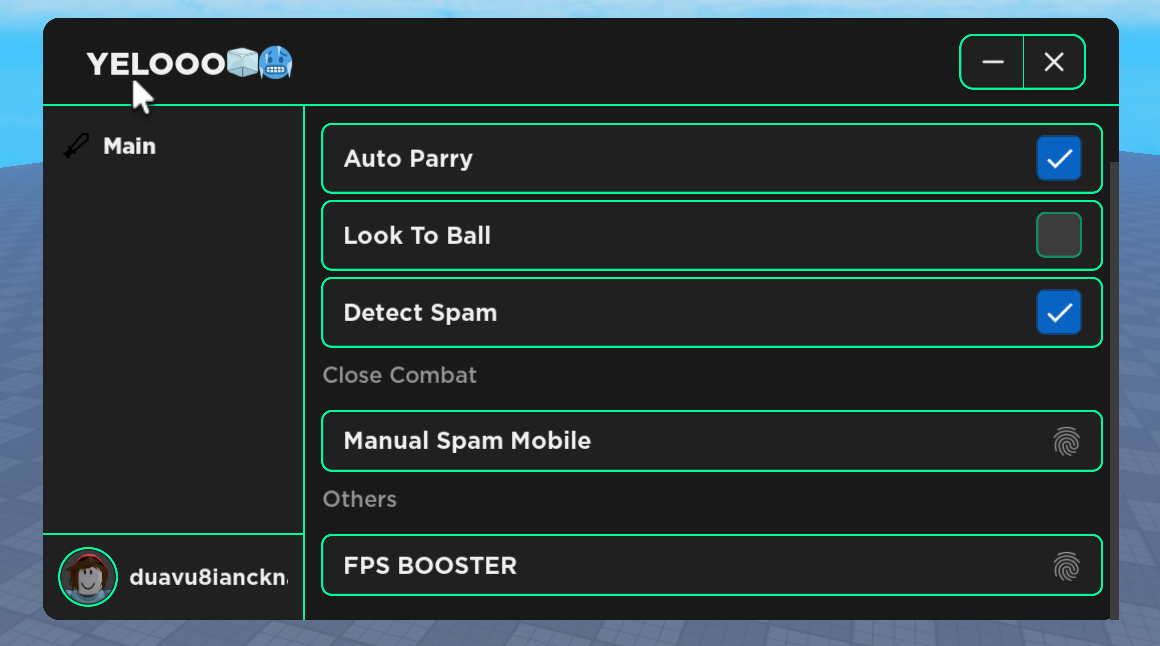 YELOOO🧊🥶
Main
Auto Parry
Look To Ball
Detect Spam
Close Combat
Manual Spam Mobile
Others
FPS BOOSTER
duavu8ianckn